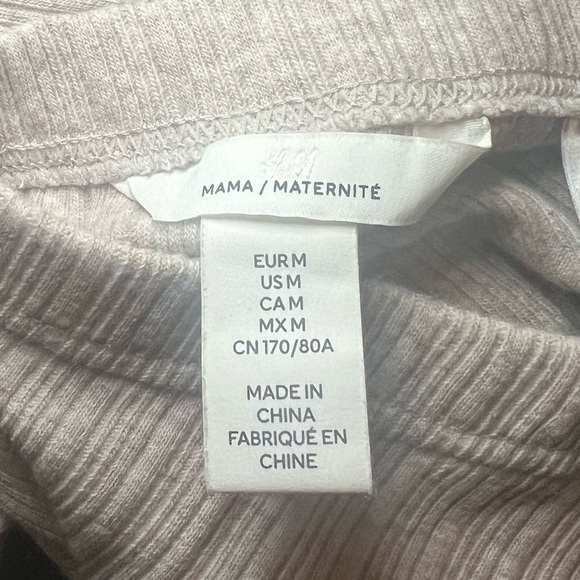 H&M
MAMA / MATERNITÉ
EUR M
US M
CA M
MX M
CN 170/80A
MADE IN
CHINA
FABRIQUÉ EN
CHINE